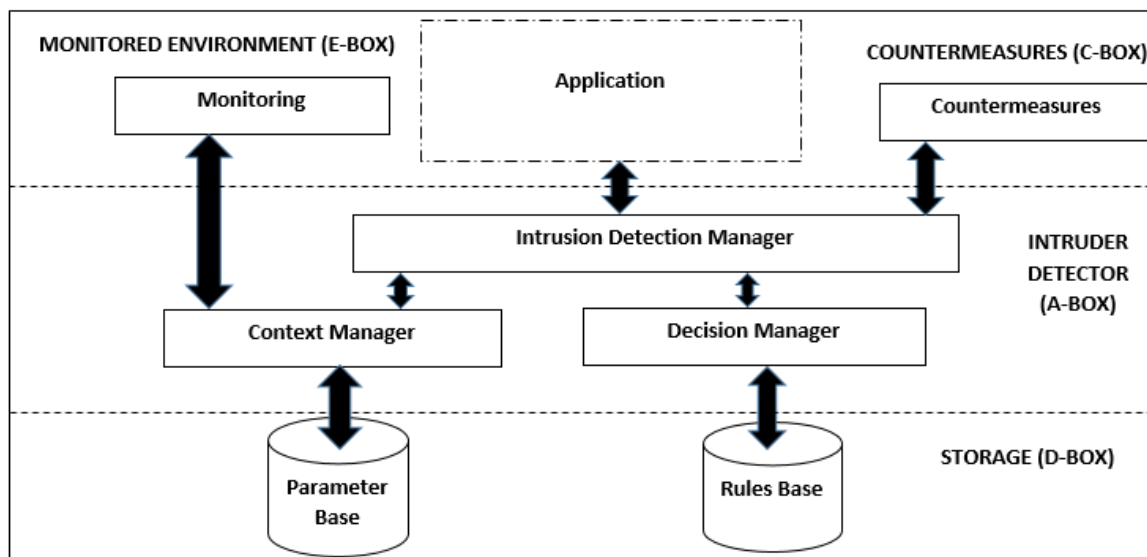 MONITORED ENVIRONMENT (E-BOX)
Monitoring
Application
COUNTERMEASURES (C-BOX)
Countermeasures
Intrusion Detection Manager
INTRUDER
DETECTOR
(A-BOX)
Context Manager
Decision Manager
STORAGE (D-BOX)
Parameter
Base
Rules Base